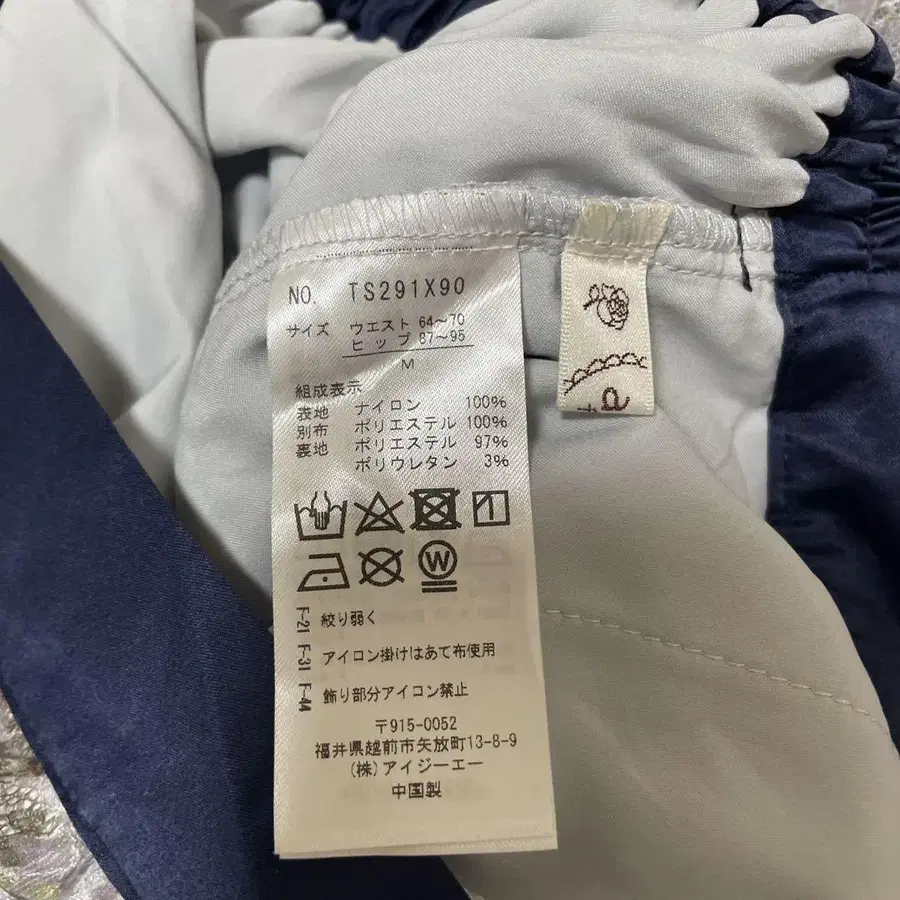 NO. TS291X90
サイズ ウエスト 64～70
ヒップ 87～95
M
組成表示
表地 ナイロン 100%
別布 ポリエステル 100%
裏地 ポリエステル 97%
ポリウレタン 3%
W
F-21 絞り弱く
F-31 アイロン掛けはあて布使用
F-44 飾り部分アイロン禁止
〒915-0052
福井県越前市矢放町13-8-9
(株)アイジーエー
中国製